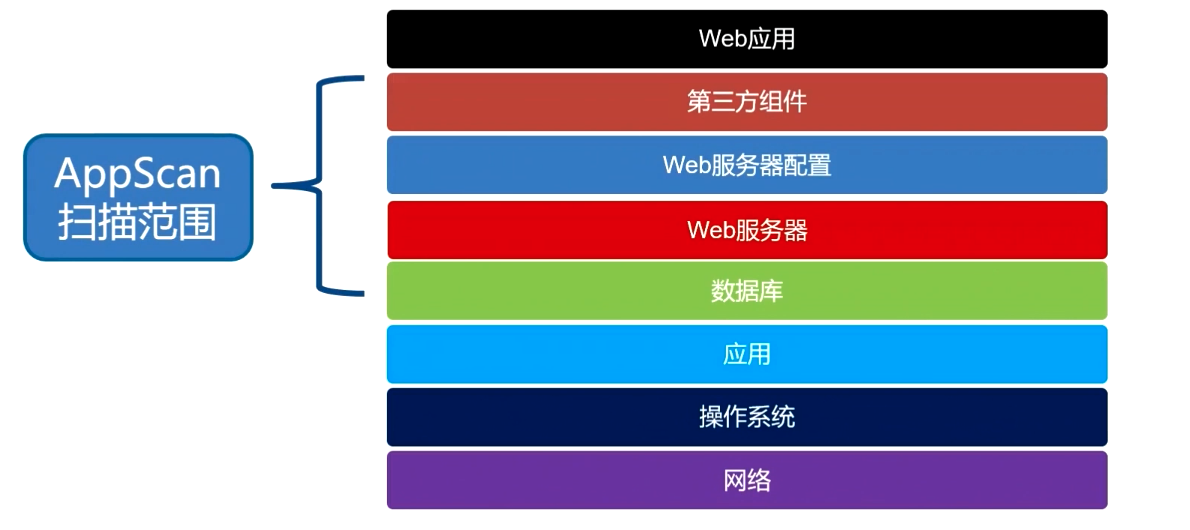 AppScan
扫描范围
Web应用
第三方组件
Web服务器配置
Web服务器
数据库
应用
操作系统
网络